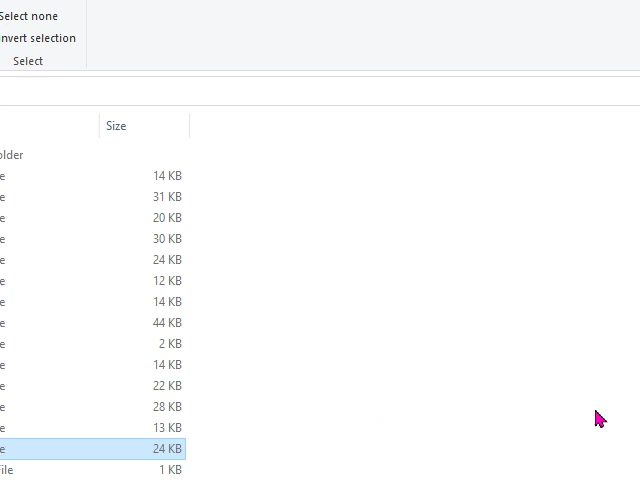 Select none
nvert selection
Select
Size
older
e 14 KB
e 31 KB
e 20 KB
e 30 KB
e 24 KB
e 12 KB
e 14 KB
e 44 KB
e 2 KB
e 14 KB
e 22 KB
e 28 KB
e 13 KB
e 24 KB
File 1 KB